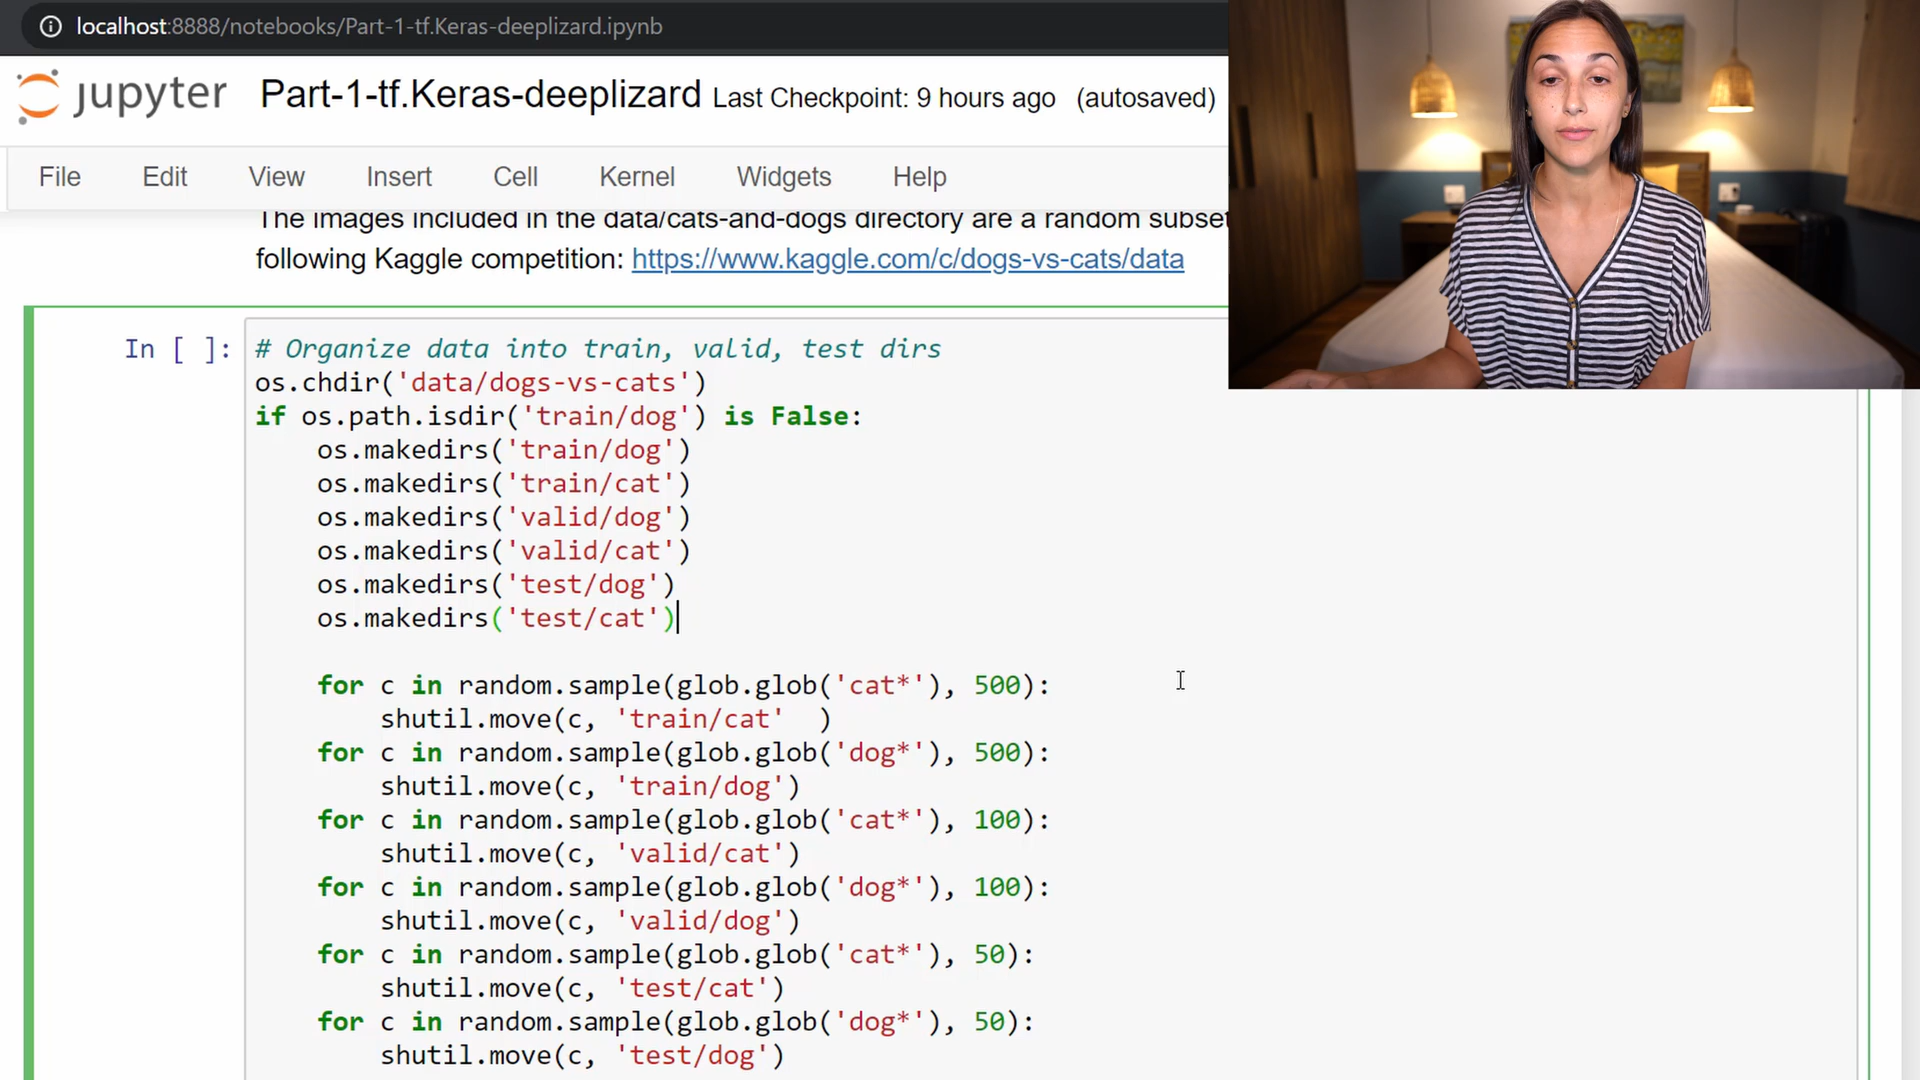 localhost:8888/notebooks/Part-1-tf.Keras-deeplizard.ipynb
jupyter Part-1-tf.Keras-deeplizard Last Checkpoint: 9 hours ago (autosaved)
File Edit View Insert Cell Kernel Widgets Help
The images included in the data/cats-and-dogs directory are a random subset
following Kaggle competition: https://www.kaggle.com/c/dogs-vs-cats/data
In [ ]: # Organize data into train, valid, test dirs
os.chdir('data/dogs-vs-cats')
if os.path.isdir('train/dog') is False:
    os.makedirs('train/dog')
    os.makedirs('train/cat')
    os.makedirs('valid/dog')
    os.makedirs('valid/cat')
    os.makedirs('test/dog')
    os.makedirs('test/cat')
    for c in random.sample(glob.glob('cat*'), 500):
        shutil.move(c, 'train/cat'  )
    for c in random.sample(glob.glob('dog*'), 500):
        shutil.move(c, 'train/dog')
    for c in random.sample(glob.glob('cat*'), 100):
        shutil.move(c, 'valid/cat')
    for c in random.sample(glob.glob('dog*'), 100):
        shutil.move(c, 'valid/dog')
    for c in random.sample(glob.glob('cat*'), 50):
        shutil.move(c, 'test/cat')
    for c in random.sample(glob.glob('dog*'), 50):
        shutil.move(c, 'test/dog')